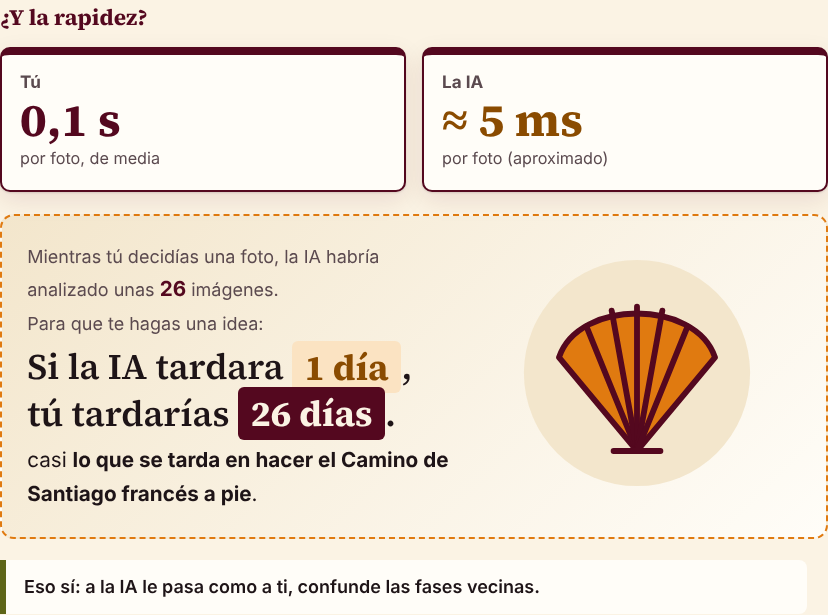 ¿Y la rapidez?
Tú
0,1 s
por foto, de media
La IA
≈ 5 ms
por foto (aproximado)
Mientras tú decidías una foto, la IA habría
analizado unas 26 imágenes.
Para que te hagas una idea:
Si la IA tardara 1 día ,
tú tardarías 26 días .
casi lo que se tarda en hacer el Camino de
Santiago francés a pie.
Eso sí: a la IA le pasa como a ti, confunde las fases vecinas.